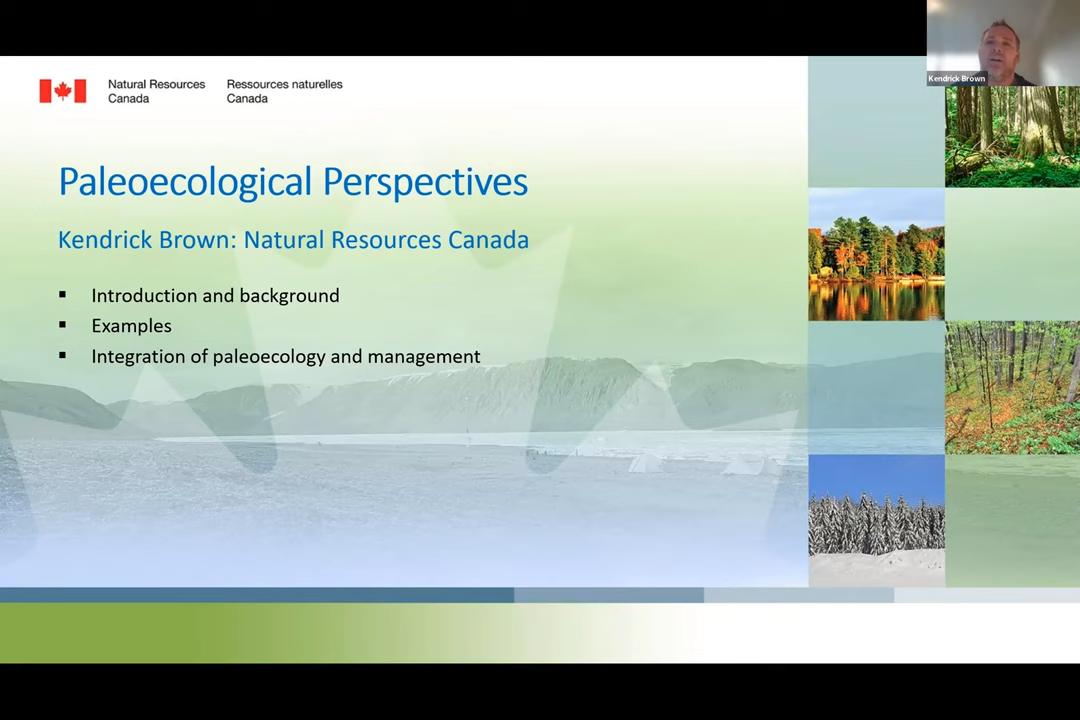 Natural Resources Canada
Ressources naturelles Canada
Paleoecological Perspectives
Kendrick Brown: Natural Resources Canada
▪ Introduction and background
▪ Examples
▪ Integration of paleoecology and management
Kendrick Brown